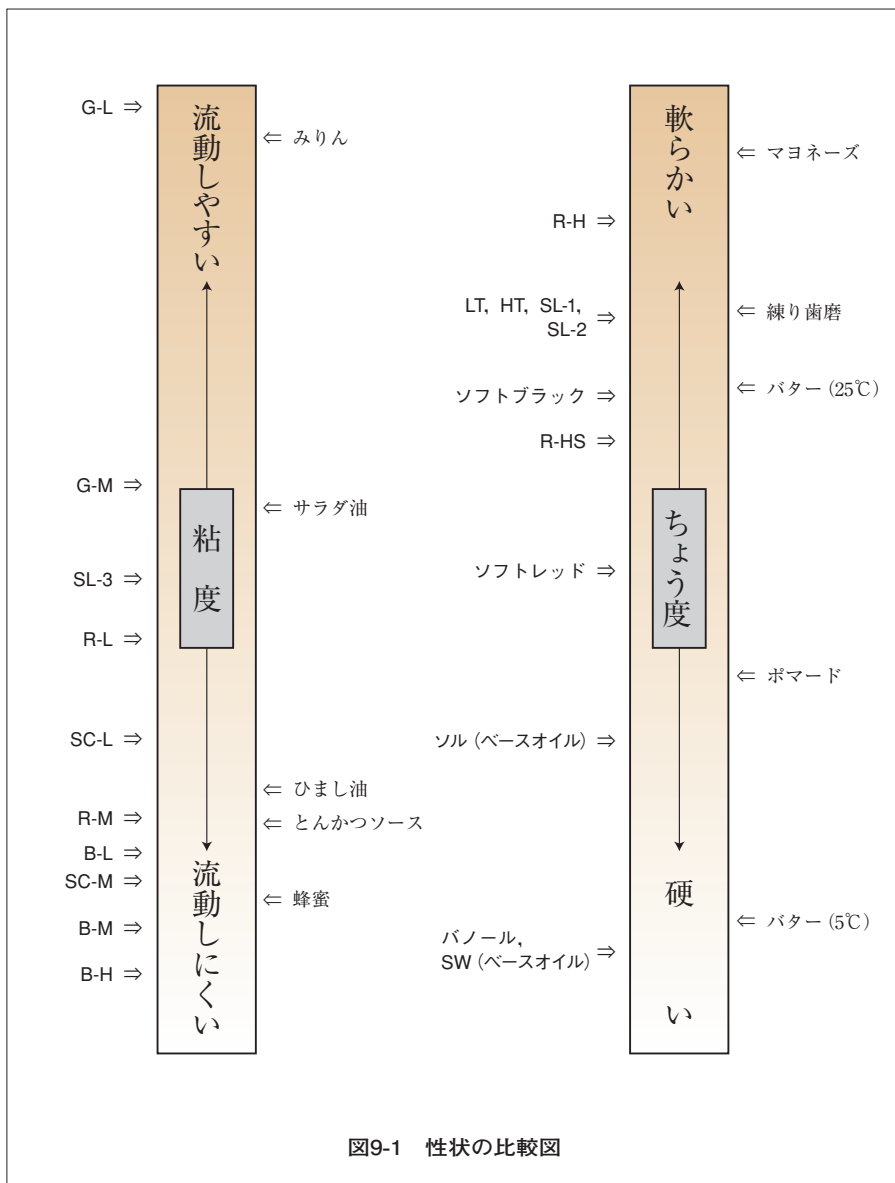 流動しやすい
粘度
流動しにくい
G-L ⇒
G-M ⇒
SL-3 ⇒
R-L ⇒
SC-L ⇒
R-M ⇒
B-L ⇒
SC-M ⇒
B-M ⇒
B-H ⇒
⇐ みりん
⇐ サラダ油
⇐ ひまし油
⇐ とんかつソース
⇐ 蜂蜜
軟らかい
ちょう度
硬い
R-H ⇒
LT, HT, SL-1,
SL-2 ⇒
ソフトブラック ⇒
R-HS ⇒
ソフトレッド ⇒
ソル(ベースオイル) ⇒
バノール,
SW(ベースオイル) ⇒
⇐ マヨネーズ
⇐ 練り歯磨
⇐ バター(25℃)
⇐ ポマード
⇐ バター(5℃)
図9-1 性状の比較図